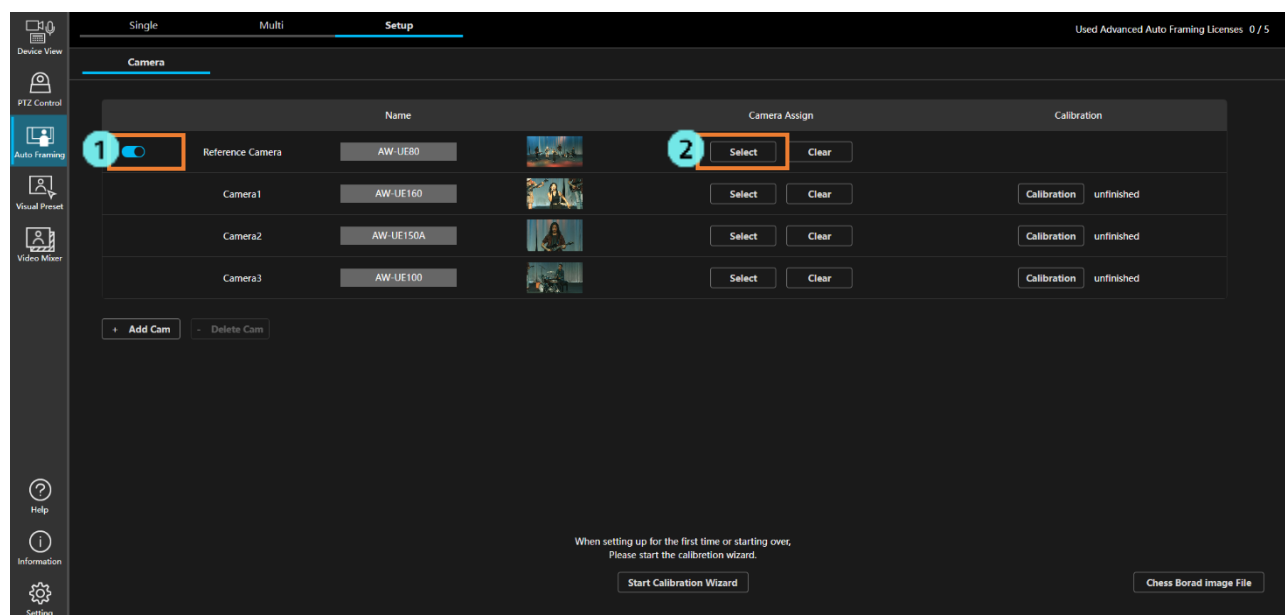 Single Multi Setup Used Advanced Auto Framing Licenses 0 / 5
Device View
Camera
PTZ Control
Name Camera Assign Calibration
Auto Framing
1 Reference Camera AW-UE80 2 Select Clear
Camera1 AW-UE160 Select Clear Calibration unfinished
Visual Preset
Camera2 AW-UE150A Select Clear Calibration unfinished
Video Mixer
Camera3 AW-UE100 Select Clear Calibration unfinished
+ Add Cam - Delete Cam
Help
When setting up for the first time or starting over,
Please start the calibretion wizard.
Information
Start Calibration Wizard Chess Borad image File
Setting